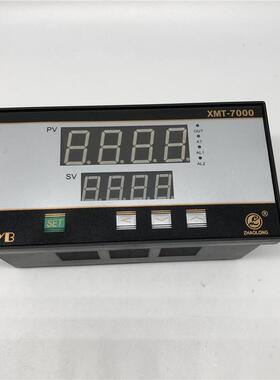 XMT-7000
PV
OUT
AT
AL1
AL2
SV
SET
ZHAOLONG